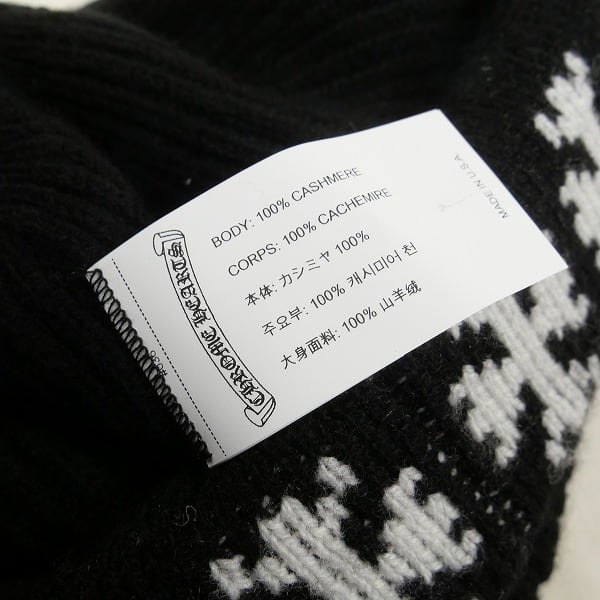 CHROME HEARTS
BODY: 100% CASHMERE
CORPS: 100% CACHEMIRE
本体: カシミヤ 100%
주요부: 100% 캐시미어 천
大身面料: 100% 山羊绒
MADE IN U.S.A